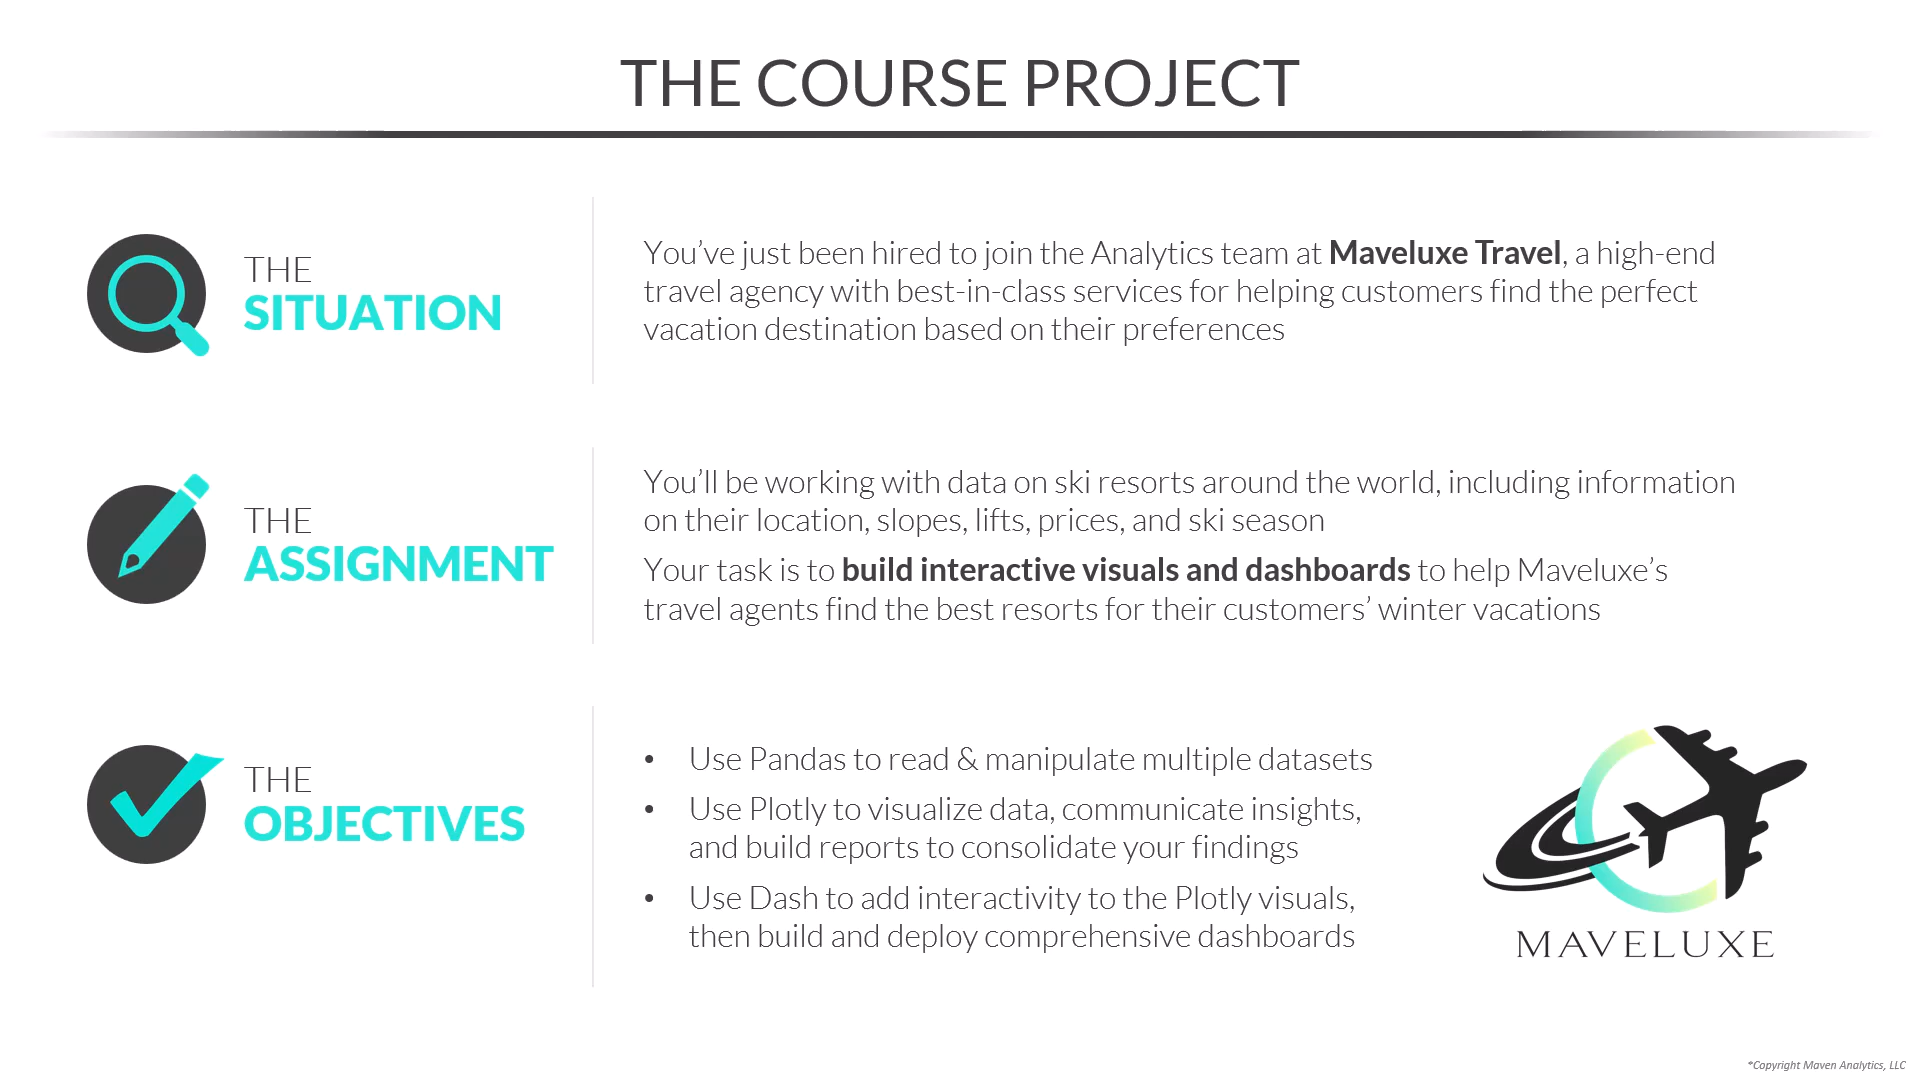 THE COURSE PROJECT
THE
SITUATION
You’ve just been hired to join the Analytics team at Maveluxe Travel, a high-end
travel agency with best-in-class services for helping customers find the perfect
vacation destination based on their preferences
THE
ASSIGNMENT
You’ll be working with data on ski resorts around the world, including information
on their location, slopes, lifts, prices, and ski season
Your task is to build interactive visuals and dashboards to help Maveluxe’s
travel agents find the best resorts for their customers’ winter vacations
THE
OBJECTIVES
• Use Pandas to read & manipulate multiple datasets
• Use Plotly to visualize data, communicate insights,
and build reports to consolidate your findings
• Use Dash to add interactivity to the Plotly visuals,
then build and deploy comprehensive dashboards
MAVELUXE
*Copyright Maven Analytics, LLC